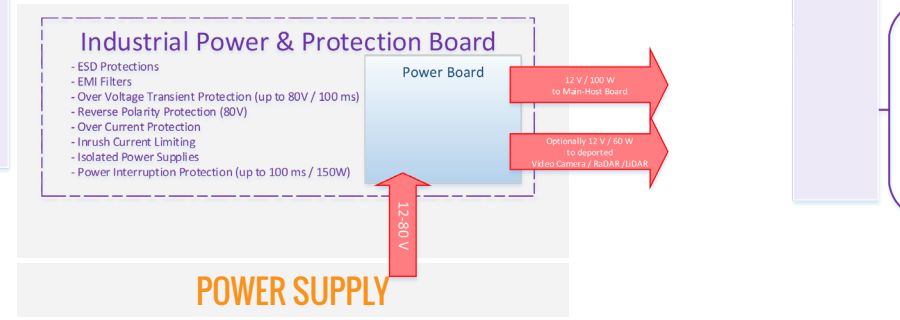 Industrial Power & Protection Board
- ESD Protections
- EMI Filters
- Over Voltage Transient Protection (up to 80V / 100 ms)
- Reverse Polarity Protection (80V)
- Over Current Protection
- Inrush Current Limiting
- Isolated Power Supplies
- Power Interruption Protection (up to 100 ms / 150W)
Power Board
12 V / 100 W
to Main-Host Board
Optionally 12 V / 60 W
to deported
Video Camera / RaDAR /LiDAR
12-80 V
POWER SUPPLY